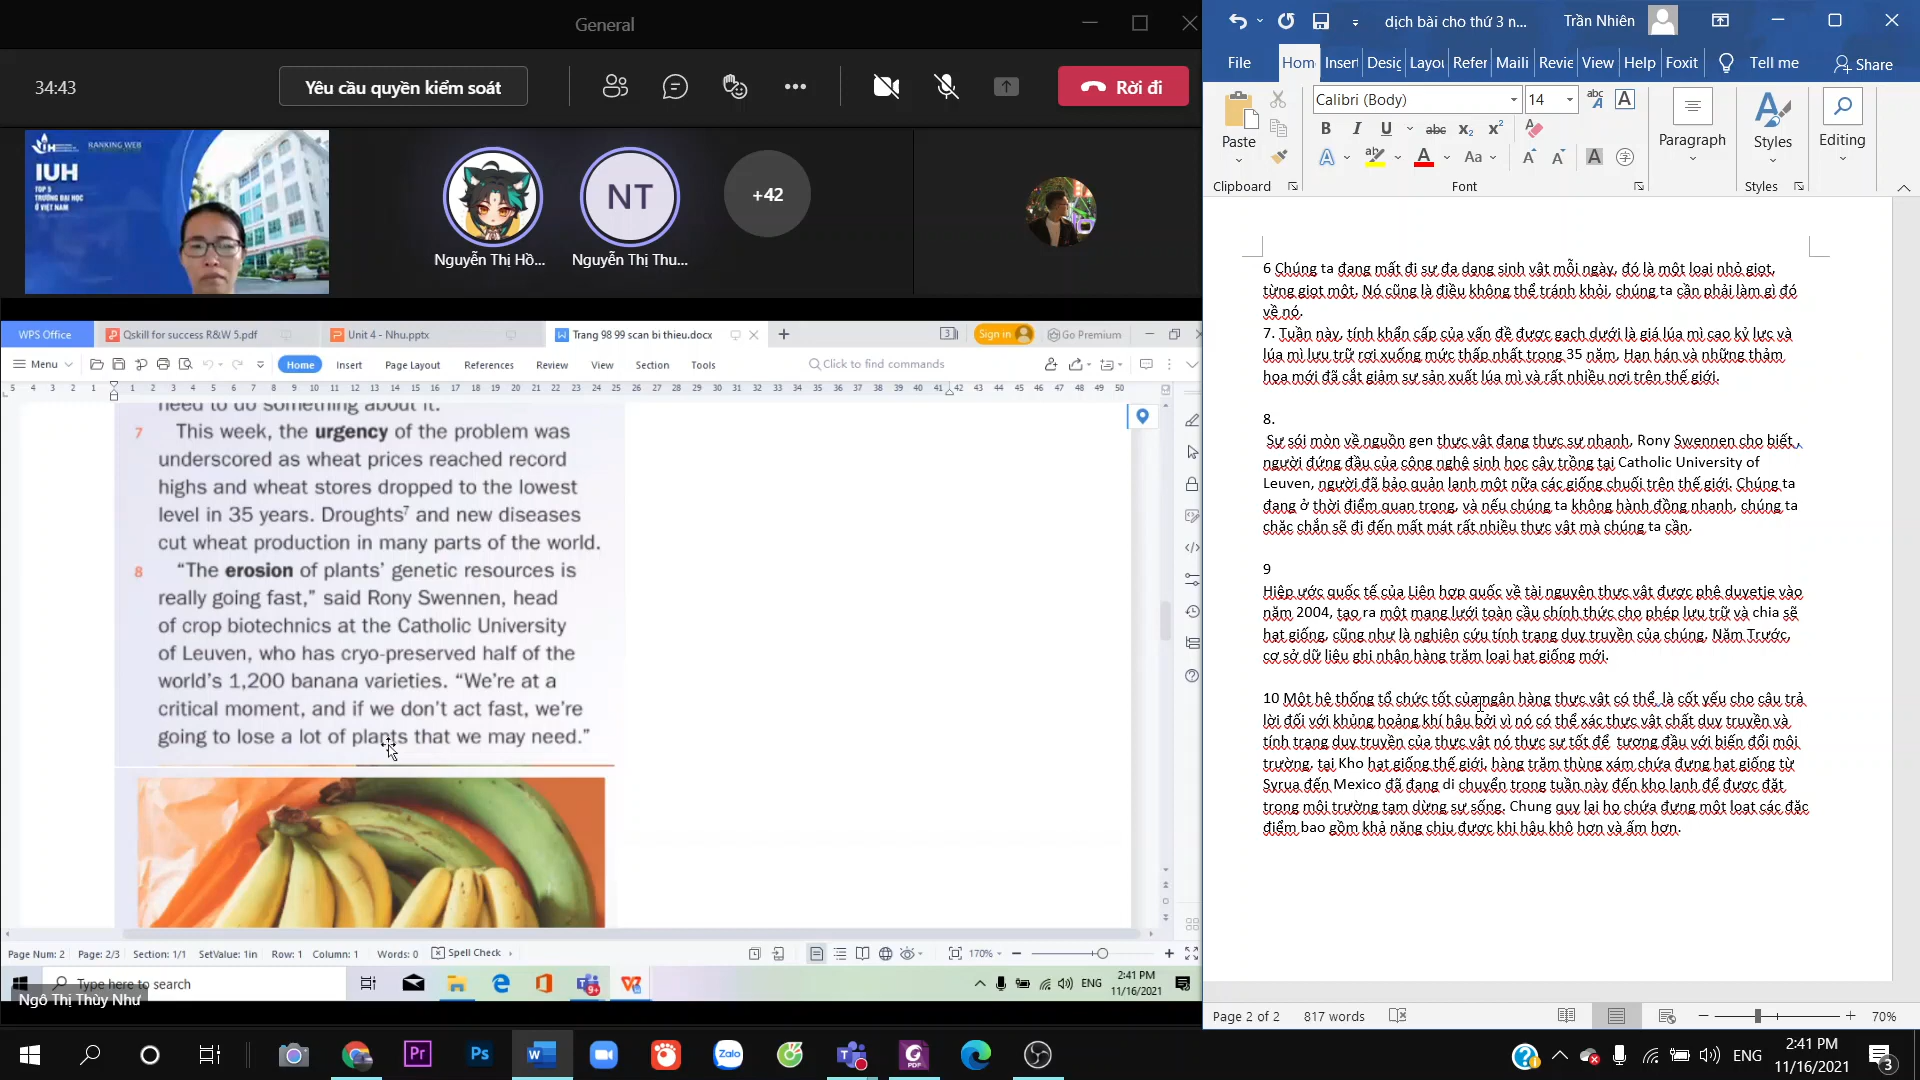 General
34:43
Yêu cầu quyền kiểm soát
Rời đi
RANKING WEB
IUH
TOP 5
TRƯỜNG ĐẠI HỌC
Ở VIỆT NAM
NT
+42
Nguyễn Thị Hồ...
Nguyễn Thị Thu...
WPS Office
Qskill for success R&W 5.pdf
Unit 4 - Nhu.pptx
Trang 98 99 scan bi thieu.docx
Sign in
Go Premium
Menu
Home
Insert
Page Layout
References
Review
View
Section
Tools
Click to find commands
need to do something about it.
7 This week, the urgency of the problem was
underscored as wheat prices reached record
highs and wheat stores dropped to the lowest
level in 35 years. Droughts7 and new diseases
cut wheat production in many parts of the world.
8 “The erosion of plants’ genetic resources is
really going fast,” said Rony Swennen, head
of crop biotechnics at the Catholic University
of Leuven, who has cryo-preserved half of the
world’s 1,200 banana varieties. “We’re at a
critical moment, and if we don’t act fast, we’re
going to lose a lot of plants that we may need.”
Page Num: 2 Page: 2/3 Section: 1/1 SetValue: 1in Row: 1 Column: 1 Words: 0 Spell Check
170%
Type here to search
ENG
2:41 PM
11/16/2021
Ngô Thị Thùy Như
dịch bài cho thứ 3 n...
Trần Nhiên
File
Hom
Insert
Desig
Layou
Refer
Maili
Revie
View
Help
Foxit
Tell me
Share
Calibri (Body)
14
Paste
Paragraph
Styles
Editing
Clipboard
Font
Styles
6 Chúng ta đang mất đi sự đa dạng sinh vật mỗi ngày, đó là một loại nhỏ giọt,
từng giọt một. Nó cũng là điều không thể tránh khỏi, chúng ta cần phải làm gì đó
về nó.
7. Tuần này, tính khẩn cấp của vấn đề được gạch dưới là giá lúa mì cao kỷ lục và
lúa mì lưu trữ rơi xuống mức thấp nhất trong 35 năm. Hạn hán và những thảm
họa mới đã cắt giảm sự sản xuất lúa mì và rất nhiều nơi trên thế giới.
8.
Sự sói mòn về nguồn gen thực vật đang thực sự nhanh, Rony Swennen cho biết ,
người đứng đầu của công nghệ sinh học cây trồng tại Catholic University of
Leuven, người đã bảo quản lạnh một nữa các giống chuối trên thế giới. Chúng ta
đang ở thời điểm quan trọng, và nếu chúng ta không hành đồng nhanh, chúng ta
chăc chắn sẽ đi đến mất mát rất nhiều thực vật mà chúng ta cần.
9
Hiệp ước quốc tế của Liên hợp quốc về tài nguyên thực vật được phê duyetje vào
năm 2004, tạo ra một mạng lưới toàn cầu chính thức cho phép lưu trữ và chia sẽ
hạt giống, cũng như là nghiên cứu tính trạng duy truyền của chúng. Năm Trước,
cơ sở dữ liệu ghi nhận hàng trăm loại hạt giống mới.
10 Một hệ thống tổ chức tốt củangân hàng thực vật có thể là cốt yếu cho câu trả
lời đối với khủng hoảng khí hậu bởi vì nó có thể xác thực vật chất duy truyền và
tính trạng duy truyền của thực vật nó thực sự tốt để tương đầu với biến đổi môi
trường. tại Kho hạt giống thế giới, hàng trăm thùng xám chứa đựng hạt giống từ
Syrua đến Mexico đã đang di chuyển trong tuần này đến kho lạnh để được đặt
trong môi trường tạm dừng sự sống. Chung quy lại họ chứa đựng một loạt các đặc
điểm bao gồm khả năng chịu được khi hậu khô hơn và ấm hơn.
Page 2 of 2
817 words
70%
Pr
Ps
Zalo
ENG
2:41 PM
11/16/2021
3